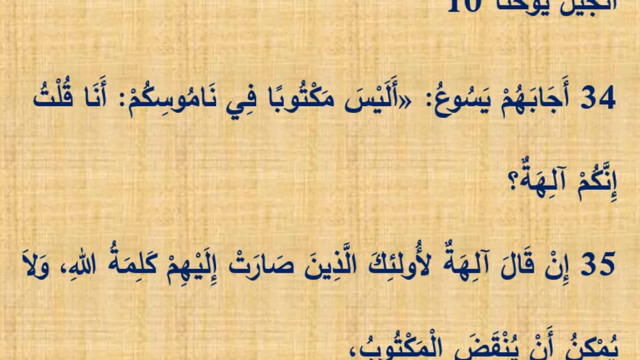 انجيل يوحنا 10
34 أَجَابَهُمْ يَسُوعُ: «أَلَيْسَ مَكْتُوبًا فِي نَامُوسِكُمْ: أَنَا قُلْتُ
إِنَّكُمْ آلِهَةٌ؟
35 إِنْ قَالَ آلِهَةٌ لأُولئِكَ الَّذِينَ صَارَتْ إِلَيْهِمْ كَلِمَةُ اللهِ، وَلاَ
يُمْكِنُ أَنْ يُنْقَضَ الْمَكْتُوبُ،